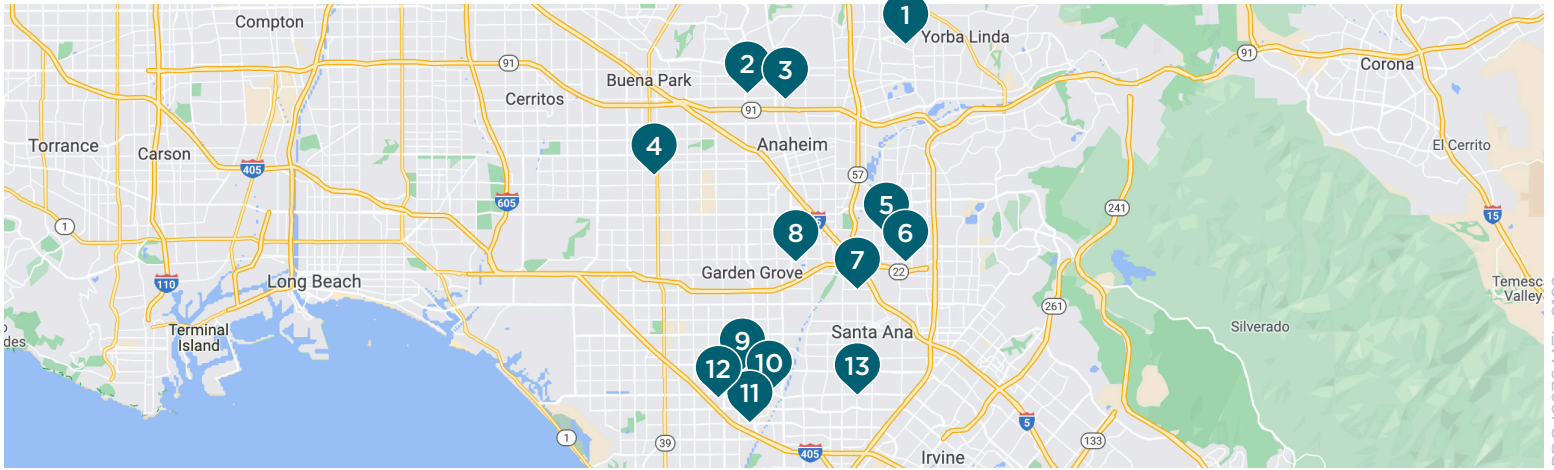 Compton
1
Yorba Linda
91
2
3
91
Corona
Buena Park
Cerritos
91
Torrance
Carson
4
Anaheim
El Cerrito
405
57
605
5
241
15
1
8
6
7
Garden Grove
22
110
Long Beach
Temesc
Valley
261
Terminal
Island
Santa Ana
Silverado
des
9
10
12
13
11
5
1
39
133
405
Irvine